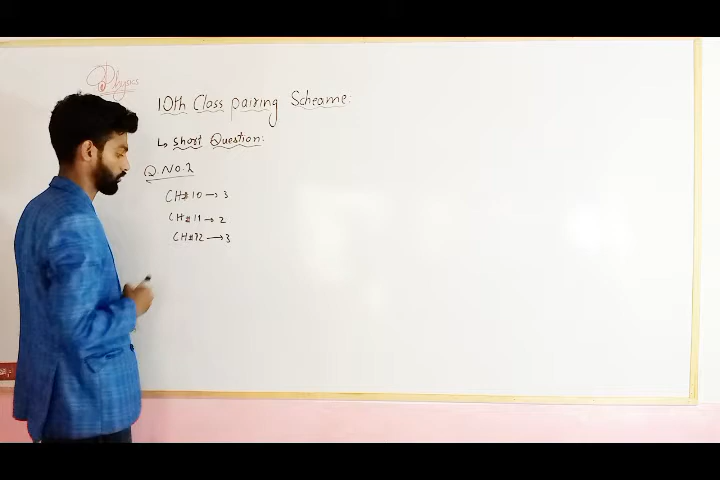 Physics
10th Class pairing Scheame:
↳ short Question:
Q.No.2
CH#10 → 3
CH#11 → 2
CH#12 → 3